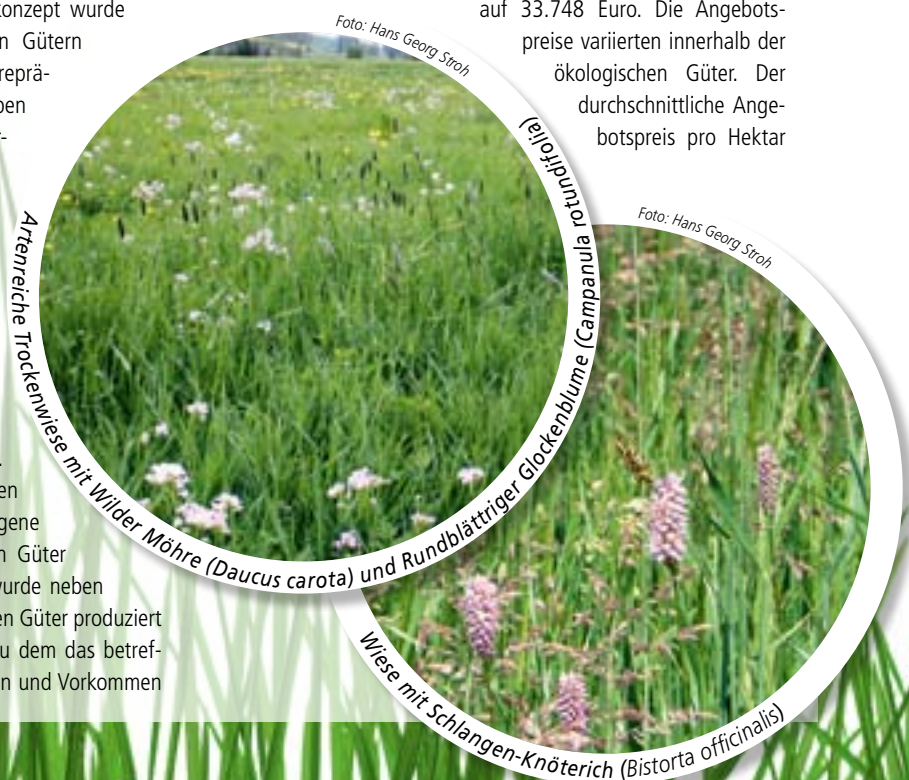 konzept wurde
n Gütern
reprä-
ben
auf 33.748 Euro. Die Angebots-
preise variierten innerhalb der
ökologischen Güter. Der
durchschnittliche Ange-
botspreis pro Hektar
Foto: Hans Georg Stroh
Artenreiche Trockenwiese mit Wilder Möhre (Daucus carota) und Rundblättriger Glockenblume (Campanula rotundifolia)
Foto: Hans Georg Stroh
Wiese mit Schlangen-Knöterich (Bistorta officinalis)
en
gene
n Güter
wurde neben
en Güter produziert
u dem das betref-
n und Vorkommen